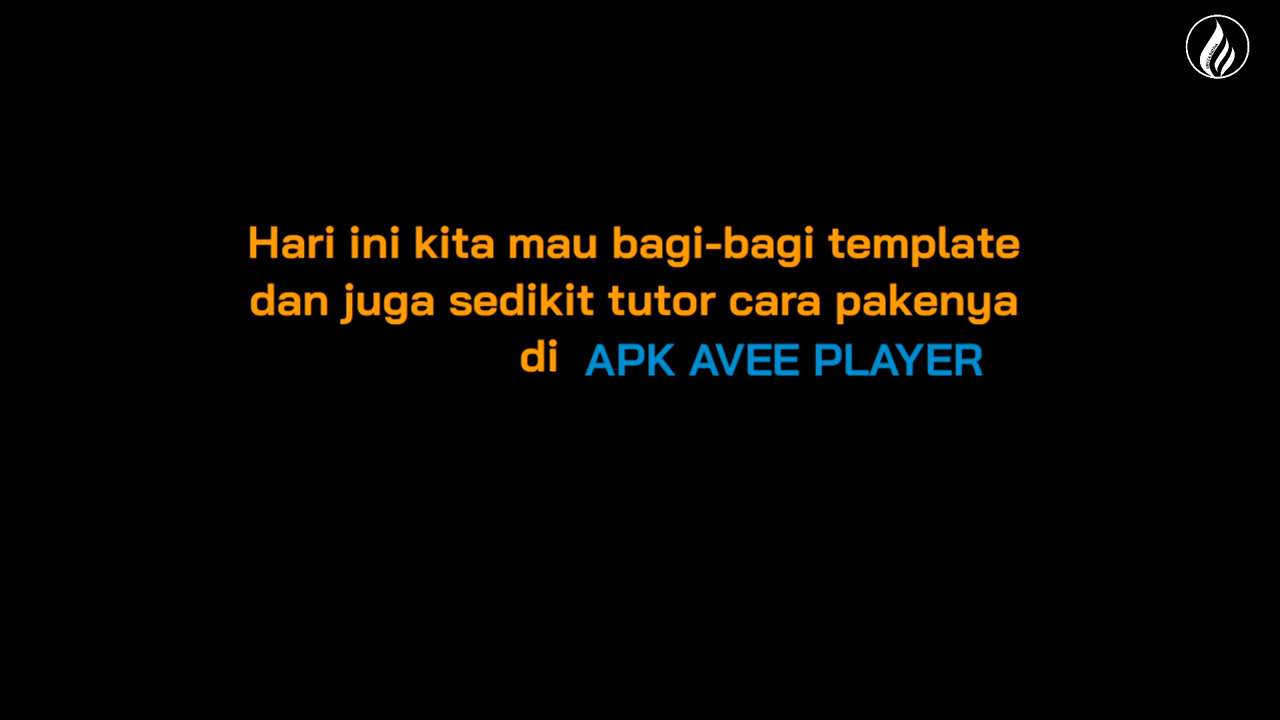 Hari ini kita mau bagi-bagi template
dan juga sedikit tutor cara pakenya
di APK AVEE PLAYER